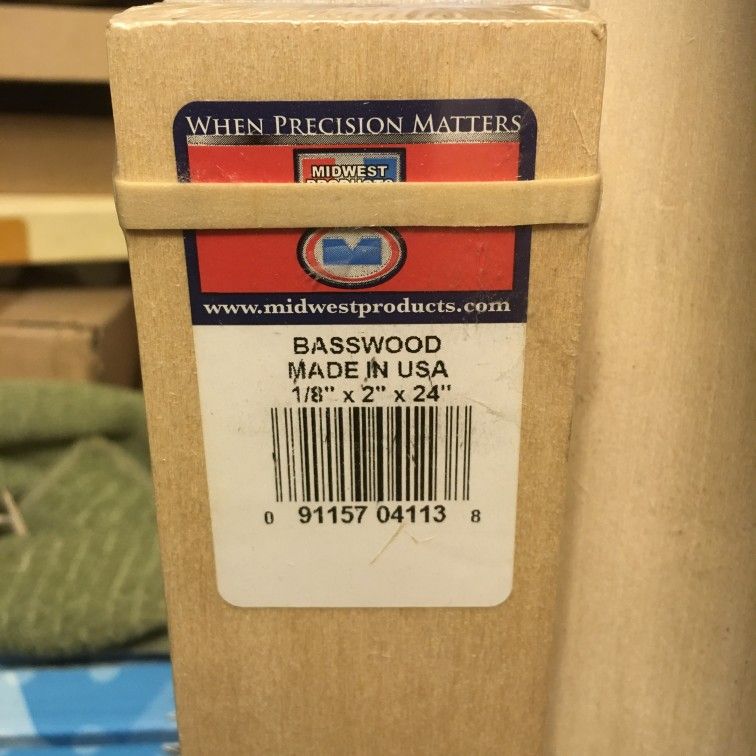 WHEN PRECISION MATTERS
MIDWEST
www.midwestproducts.com
BASSWOOD
MADE IN USA
1/8" x 2" x 24"
0 91157 04113 8